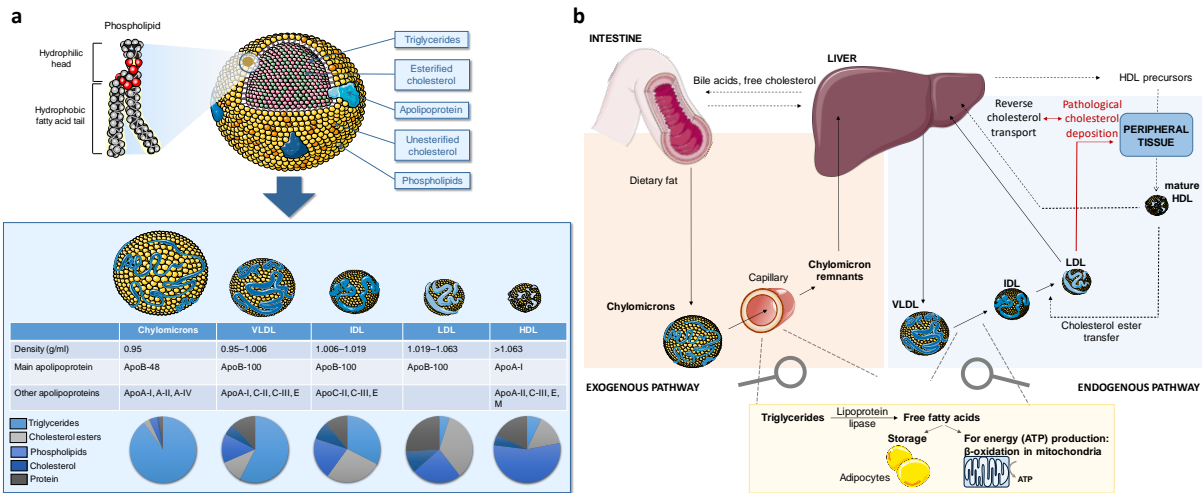 a
Phospholipid
Hydrophilic
head
Hydrophobic
fatty acid tail
Triglycerides
Esterified
cholesterol
Apolipoprotein
Unesterified
cholesterol
Phospholipids
Chylomicrons VLDL IDL LDL HDL
Density (g/ml) 0.95 0.95–1.006 1.006–1.019 1.019–1.063 >1.063
Main apolipoprotein ApoB-48 ApoB-100 ApoB-100 ApoB-100 ApoA-I
Other apolipoproteins ApoA-I, A-II, A-IV ApoA-I, C-II, C-III, E ApoC-II, C-III, E ApoA-II, C-III, E,
M
Triglycerides
Cholesterol esters
Phospholipids
Cholesterol
Protein
b
INTESTINE
Bile acids, free cholesterol
LIVER
HDL precursors
Reverse
cholesterol
transport
Pathological
cholesterol
deposition
PERIPHERAL
TISSUE
mature
HDL
Dietary fat
Capillary
Chylomicron
remnants
Chylomicrons
VLDL
IDL
LDL
Cholesterol ester
transfer
EXOGENOUS PATHWAY
ENDOGENOUS PATHWAY
Triglycerides Lipoprotein
lipase Free fatty acids
Storage
Adipocytes
For energy (ATP) production:
β-oxidation in mitochondria
ATP